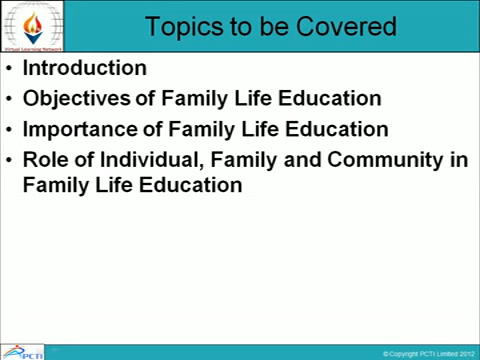 Topics to be Covered
Virtual Learning Network
• Introduction
• Objectives of Family Life Education
• Importance of Family Life Education
• Role of Individual, Family and Community in
Family Life Education
PCTI
©Copyright PCTI Limited 2012